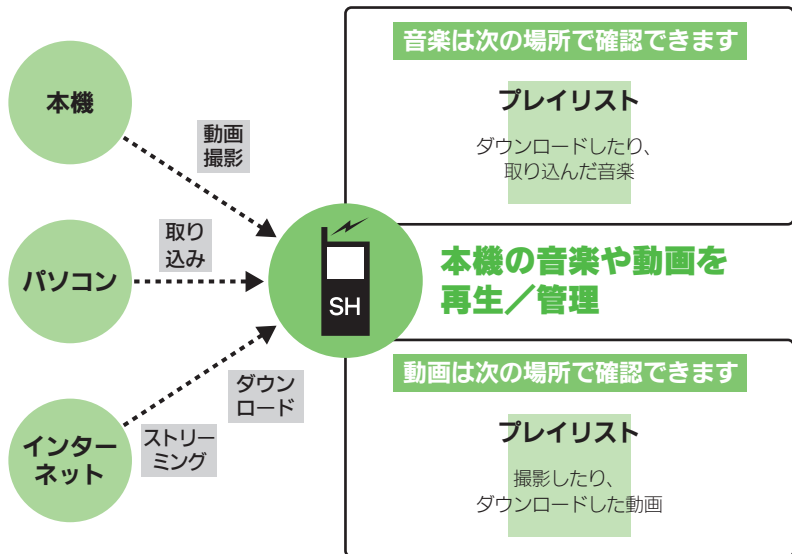 本機
動画
撮影
パソコン
取り
込み
インター
ネット
ストリー
ミング
ダウン
ロード
SH
音楽は次の場所で確認できます
プレイリスト
ダウンロードしたり、
取り込んだ音楽
本機の音楽や動画を
再生／管理
動画は次の場所で確認できます
プレイリスト
撮影したり、
ダウンロードした動画